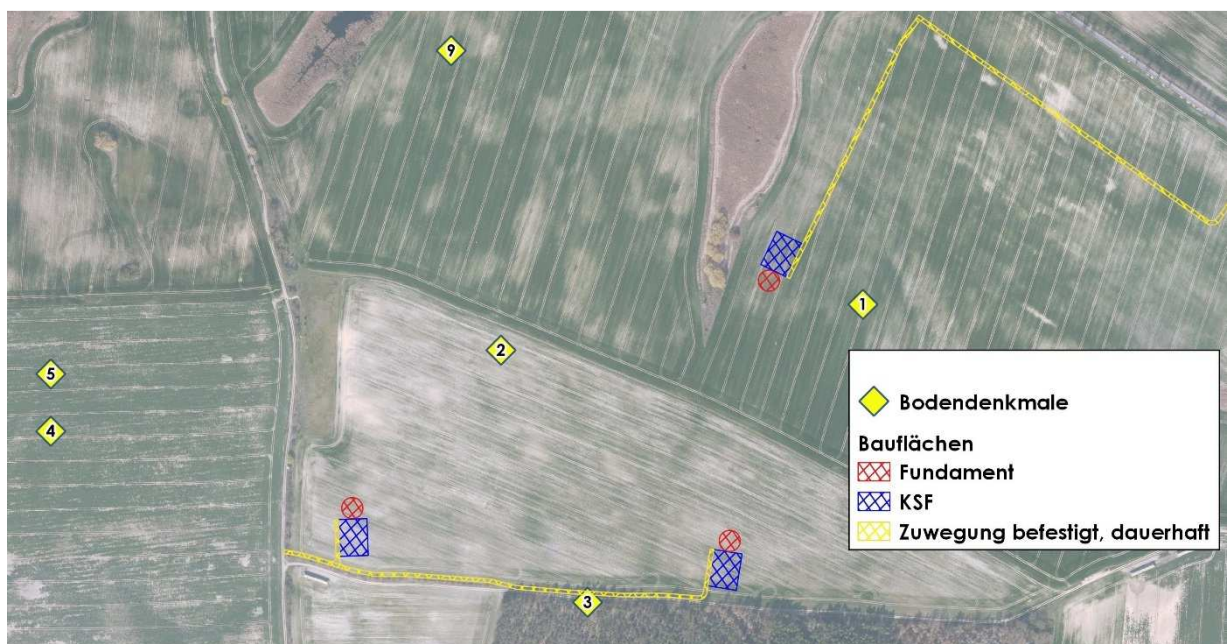 9
1
2
5
4
3
Bodendenkmale
Bauflächen
Fundament
KSF
Zuwegung befestigt, dauerhaft